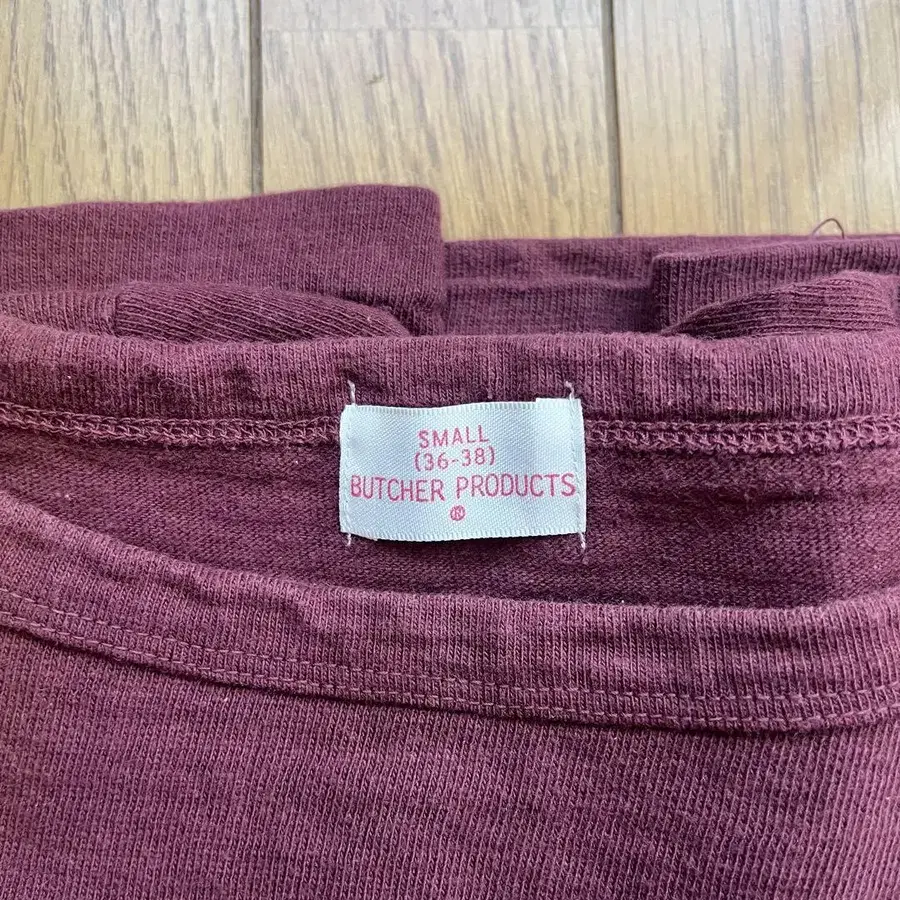 SMALL
(36-38)
BUTCHER PRODUCTS
®